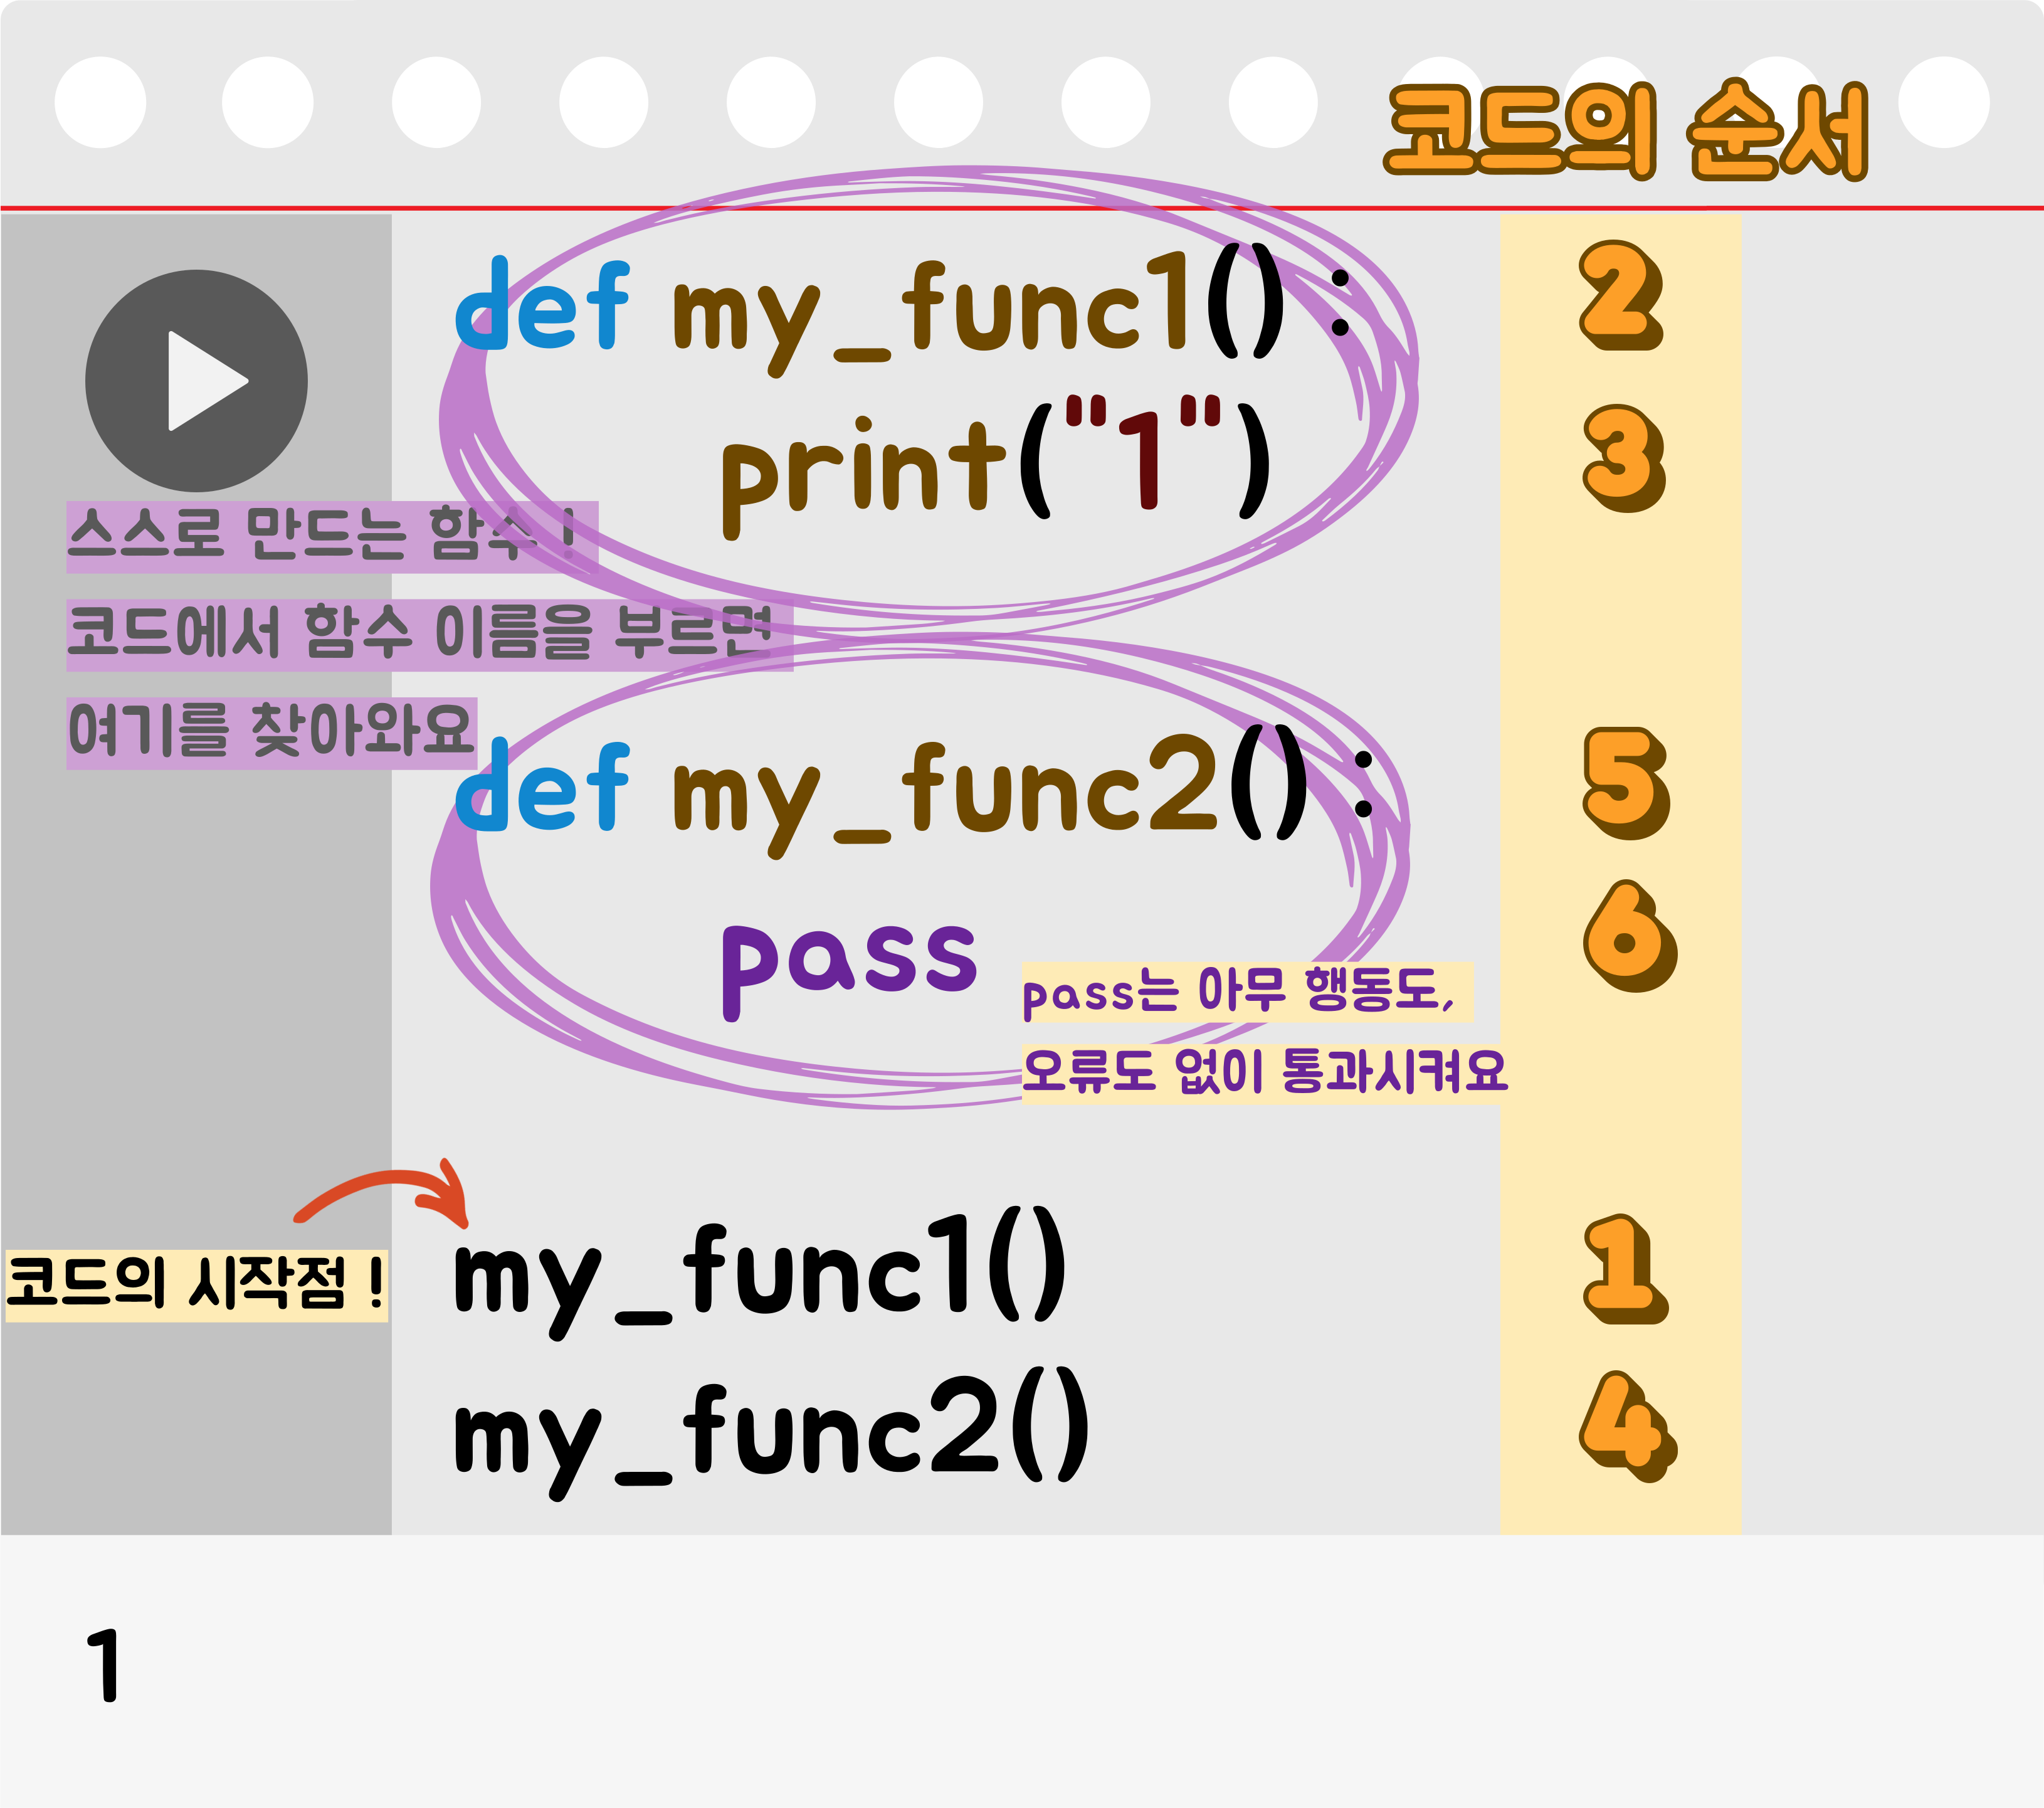 코드의 순서
def my_func1() : 2
print("1") 3
스스로 만드는 함수 !
코드에서 함수 이름을 부르면
여기를 찾아와요
def my_func2() : 5
pass 6
pass는 아무 행동도,
오류도 없이 통과시켜요
코드의 시작점 !
my_func1() 1
my_func2() 4
1